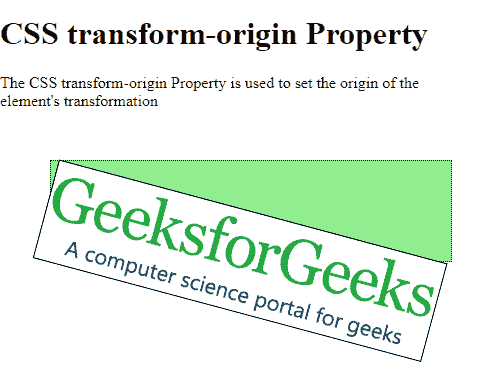 CSS transform-origin Property
The CSS transform-origin Property is used to set the origin of the
element's transformation
GeeksforGeeks
A computer science portal for geeks